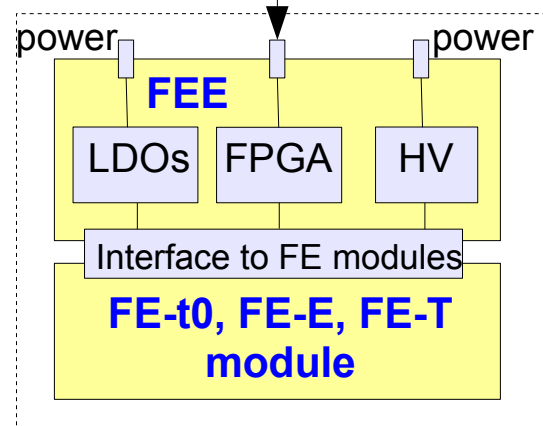 power power
FEE
LDOs FPGA HV
Interface to FE modules
FE-t0, FE-E, FE-T
module